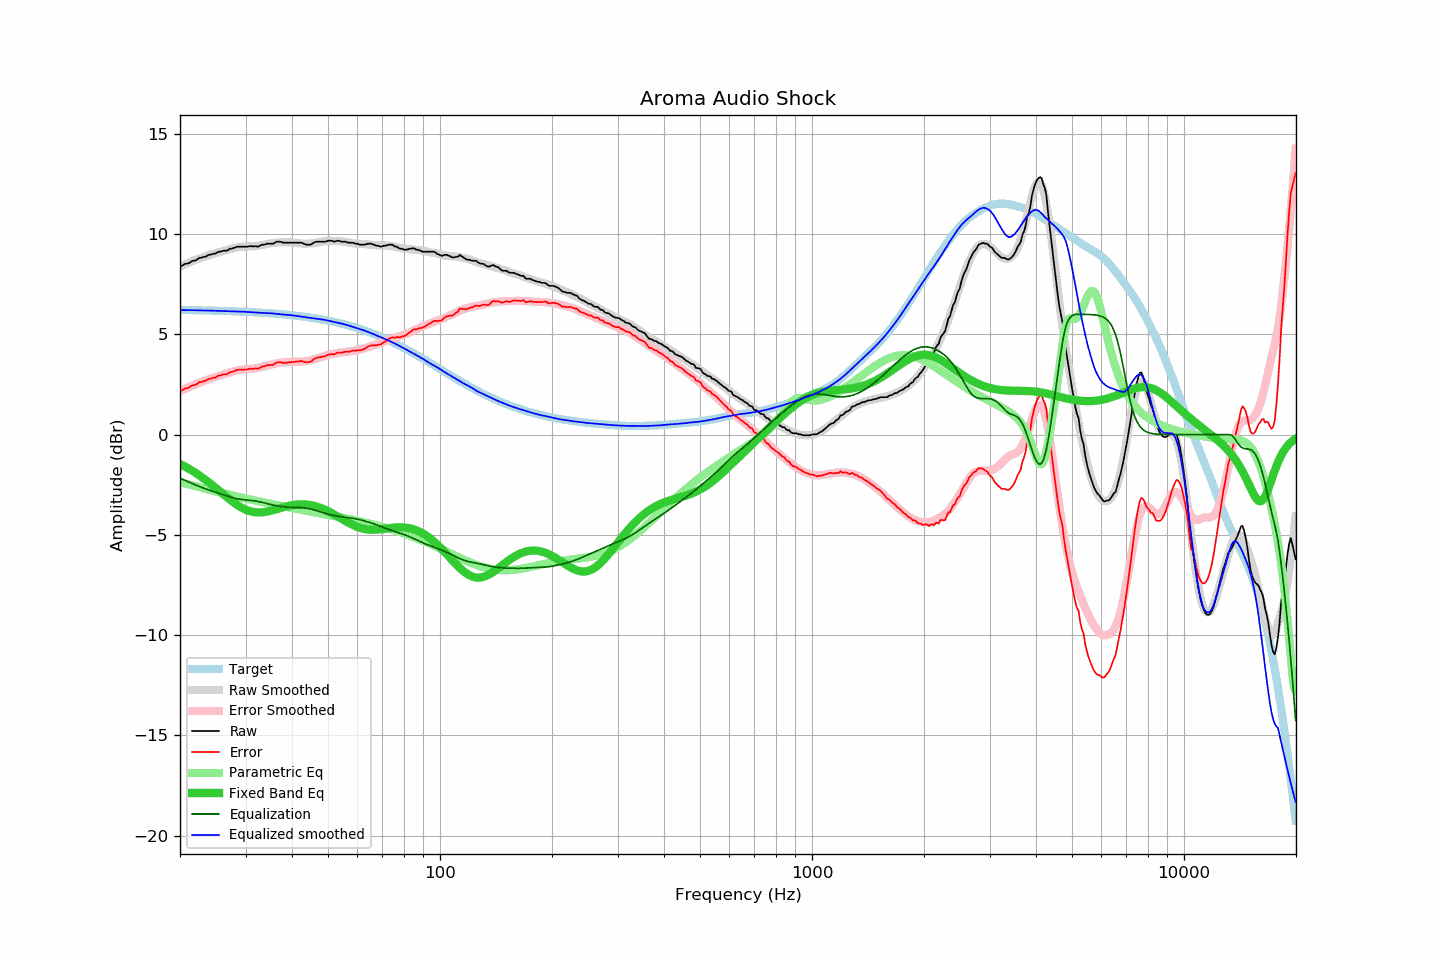 Aroma Audio Shock
15
10
5
0
−5
−10
−15
−20
Amplitude (dBr)
Target
Raw Smoothed
Error Smoothed
Raw
Error
Parametric Eq
Fixed Band Eq
Equalization
Equalized smoothed
100
1000
10000
Frequency (Hz)